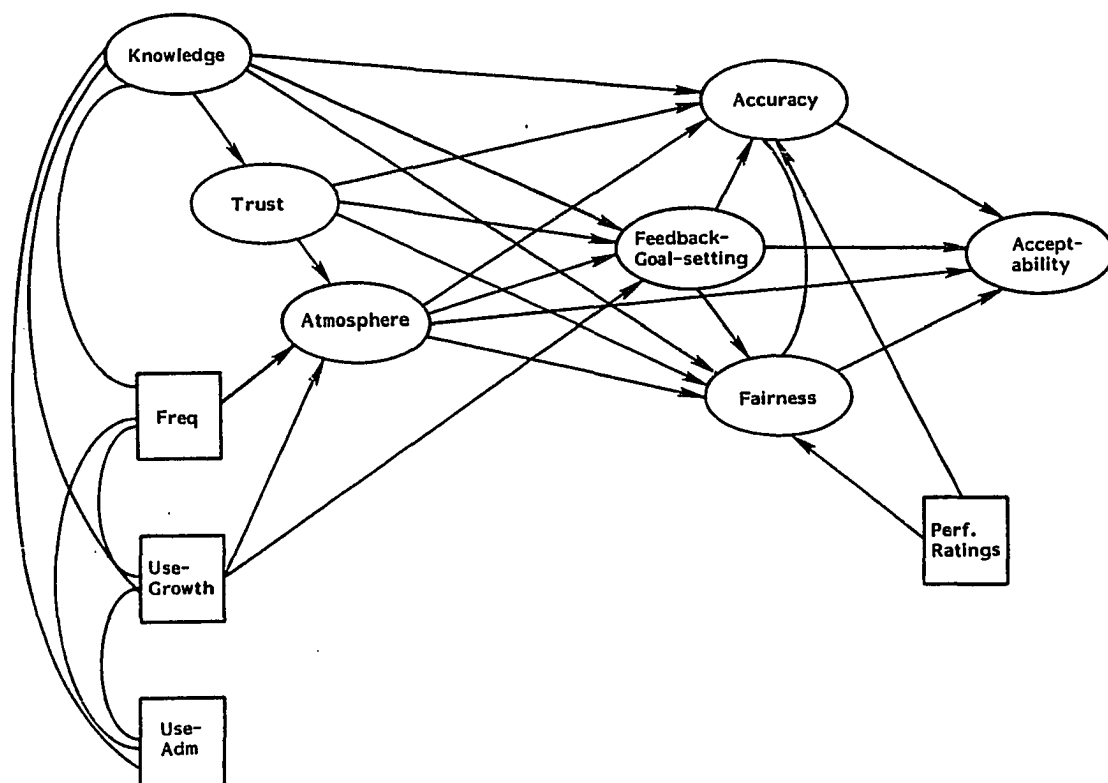 Knowledge
Accuracy
Trust
Feedback-
Goal-setting
Accept-
ability
Atmosphere
Freq
Fairness
Perf.
Ratings
Use-
Growth
Use-
Adm